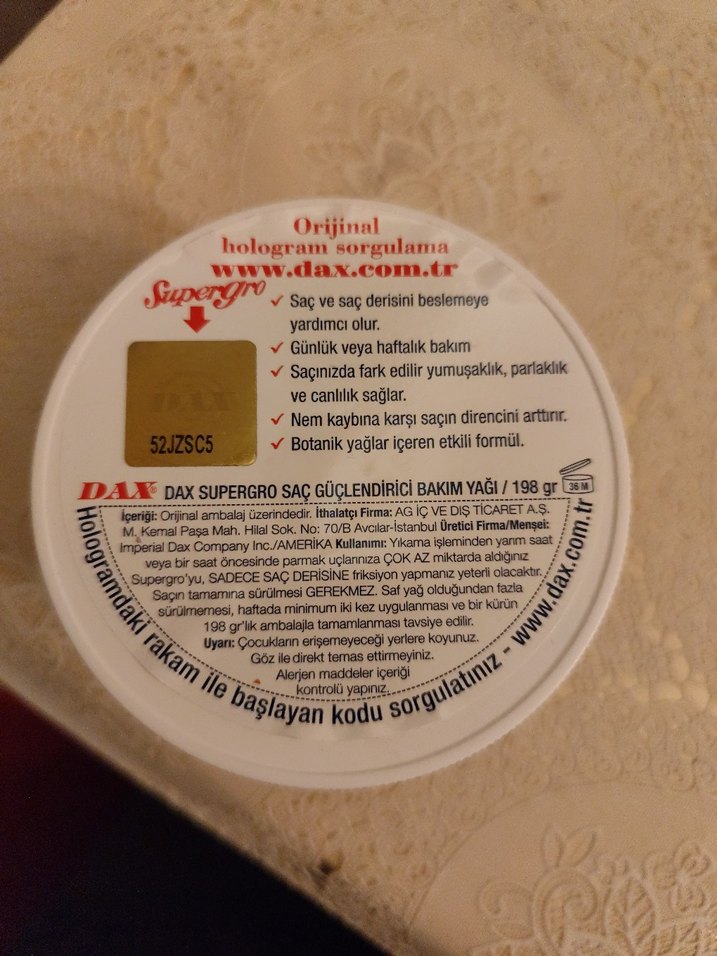 Orijinal
hologram sorgulama
www.dax.com.tr
Supergro
✓ Saç ve saç derisini beslemeye
yardımcı olur.
✓ Günlük veya haftalık bakım
✓ Saçınızda fark edilir yumuşaklık, parlaklık
ve canlılık sağlar.
✓ Nem kaybına karşı saçın direncini arttırır.
✓ Botanik yağlar içeren etkili formül.
DAX
52JZSC5
DAX® DAX SUPERGRO SAÇ GÜÇLENDİRİCİ BAKIM YAĞI / 198 gr 36 M
İçeriği: Orijinal ambalaj üzerindedir. İthalatçı Firma: AG İÇ VE DIŞ TİCARET A.Ş.
M. Kemal Paşa Mah. Hilal Sok. No: 70/B Avcılar-İstanbul Üretici Firma/Menşei:
Imperial Dax Company Inc./AMERİKA Kullanımı: Yıkama işleminden yarım saat
veya bir saat öncesinde parmak uçlarınıza ÇOK AZ miktarda aldığınız
Supergro'yu, SADECE SAÇ DERİSİNE friksiyon yapmanız yeterli olacaktır.
Saçın tamamına sürülmesi GEREKMEZ. Saf yağ olduğundan fazla
sürülmemesi, haftada minimum iki kez uygulanması ve bir kürün
198 gr'lık ambalajla tamamlanması tavsiye edilir.
Uyarı: Çocukların erişemeyeceği yerlere koyunuz.
Göz ile direkt temas ettirmeyiniz.
Alerjen maddeler içeriği
kontrolü yapınız.
Hologramdaki rakam ile başlayan kodu sorgulatınız - www.dax.com.tr